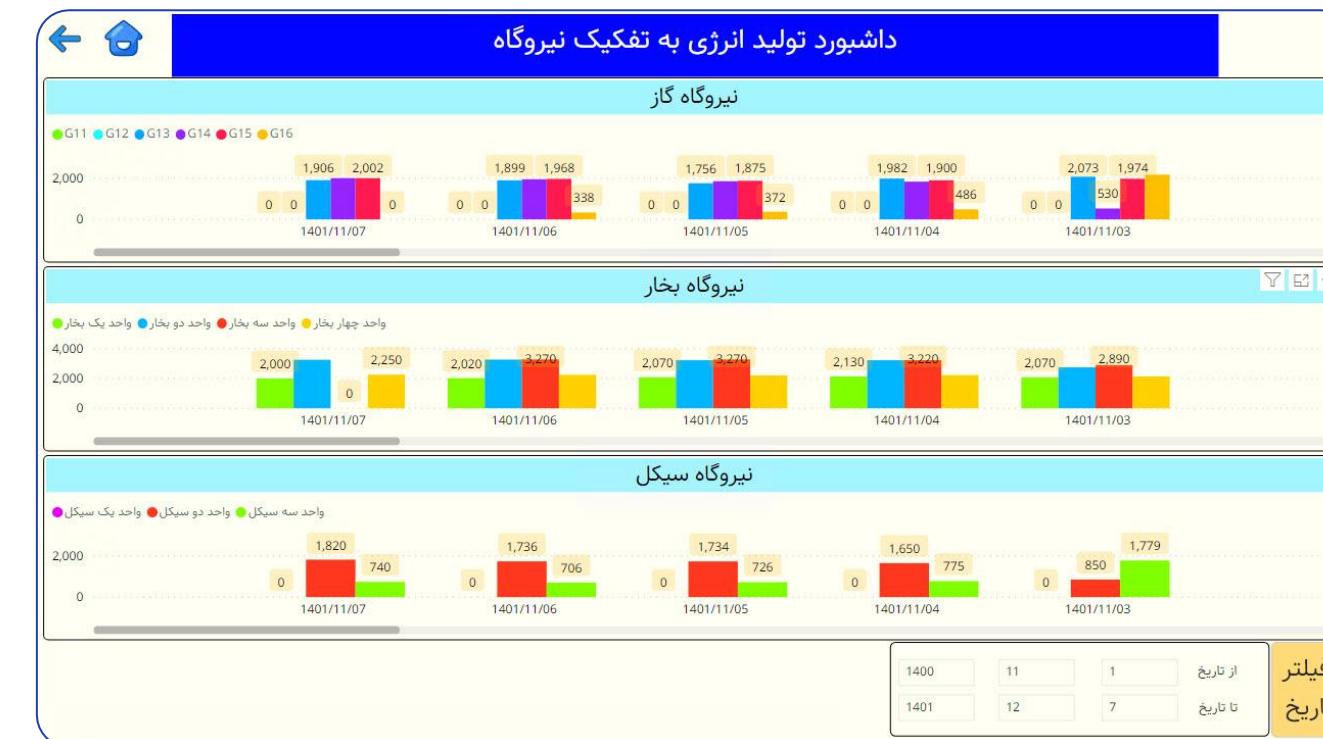 داشبورد تولید انرژی به تفکیک نیروگاه
نیروگاه گاز
G11 G12 G13 G14 G15 G16
2,000
0
0 0 1,906 2,002 0
0 0 1,899 1,968 338
0 0 1,756 1,875 372
0 0 1,982 1,900 486
0 0 2,073 530 1,974
1401/11/07 1401/11/06 1401/11/05 1401/11/04 1401/11/03
نیروگاه بخار
واحد یک بخار واحد دو بخار واحد سه بخار واحد چهار بخار
4,000
2,000
0
2,000 0 2,250
2,020 3,270
2,070 3,270
2,130 3,220
2,070 2,890
1401/11/07 1401/11/06 1401/11/05 1401/11/04 1401/11/03
نیروگاه سیکل
واحد یک سیکل واحد دو سیکل واحد سه سیکل
2,000
0
0 1,820 740
0 1,736 706
0 1,734 726
0 1,650 775
0 850 1,779
1401/11/07 1401/11/06 1401/11/05 1401/11/04 1401/11/03
فیلتر
از تاریخ 1 11 1400
تا تاریخ 7 12 1401